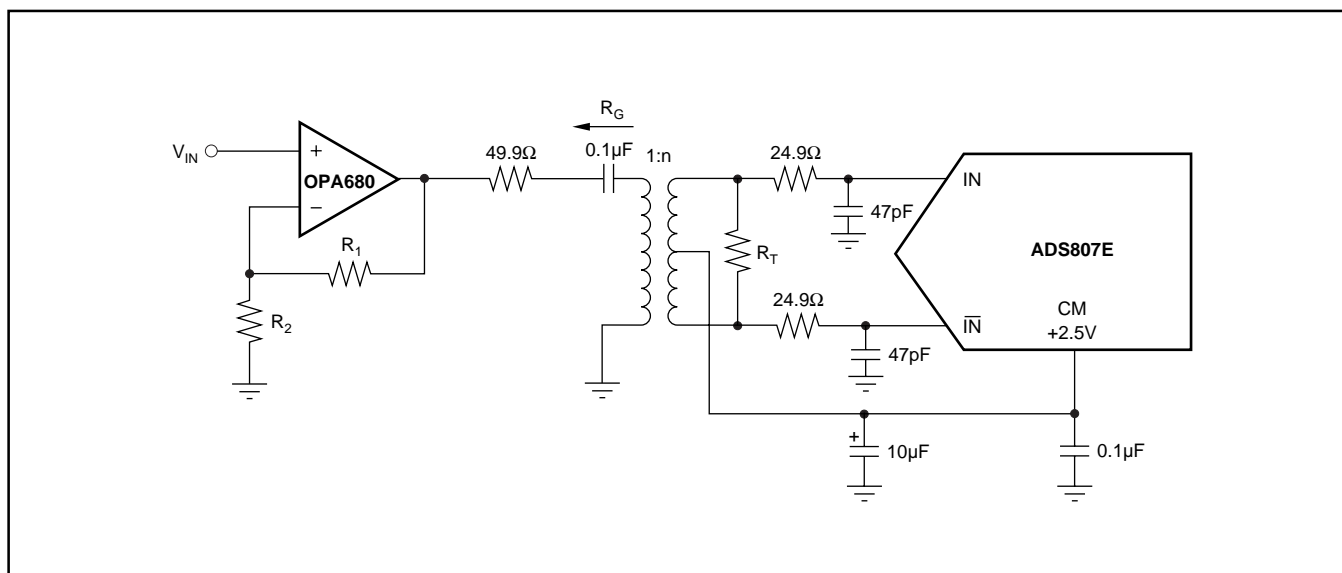 R_G
49.9Ω
0.1µF
1:n
24.9Ω
V_IN
+
OPA680
−
IN
47pF
ADS807E
R_1
R_T
24.9Ω
CM
+2.5V
R_2
I̅N̅
47pF
+
10µF
0.1µF